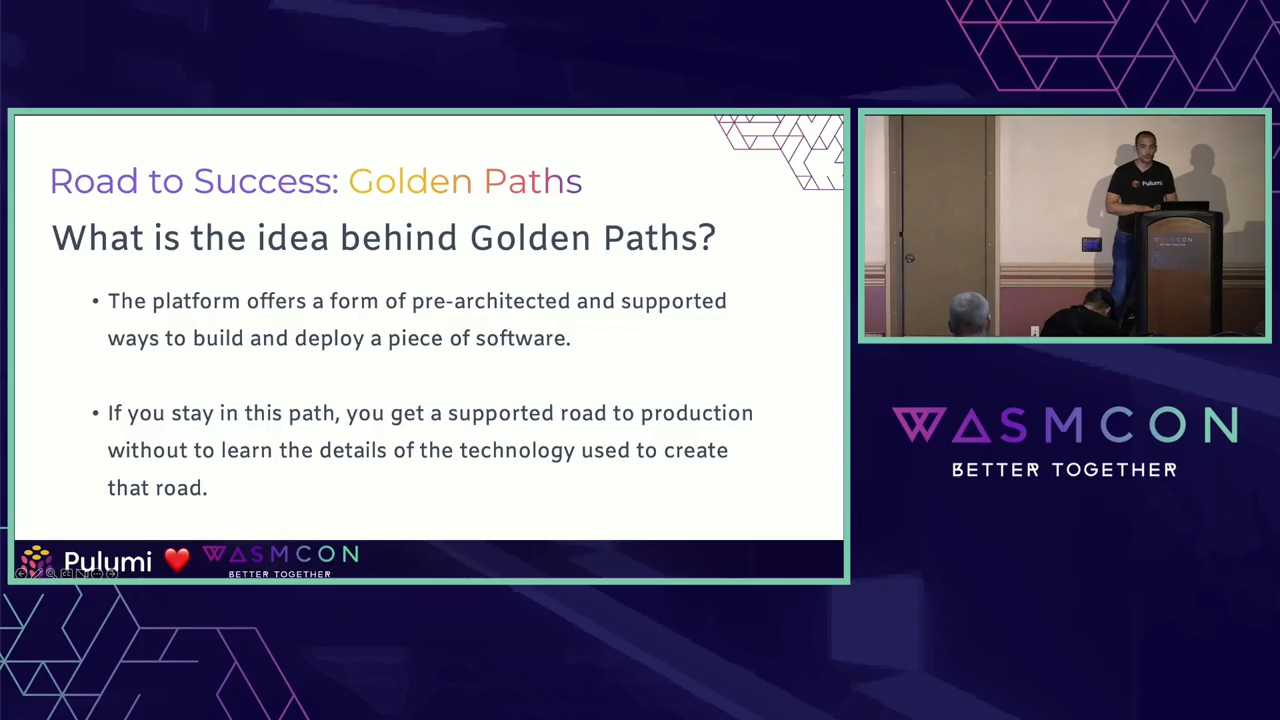 Road to Success: Golden Paths
What is the idea behind Golden Paths?
• The platform offers a form of pre-architected and supported
ways to build and deploy a piece of software.
• If you stay in this path, you get a supported road to production
without to learn the details of the technology used to create
that road.
Pulumi ❤️ WASMCON
BETTER TOGETHER
Pulumi
WASMCON
WASMCON
BETTER TOGETHER